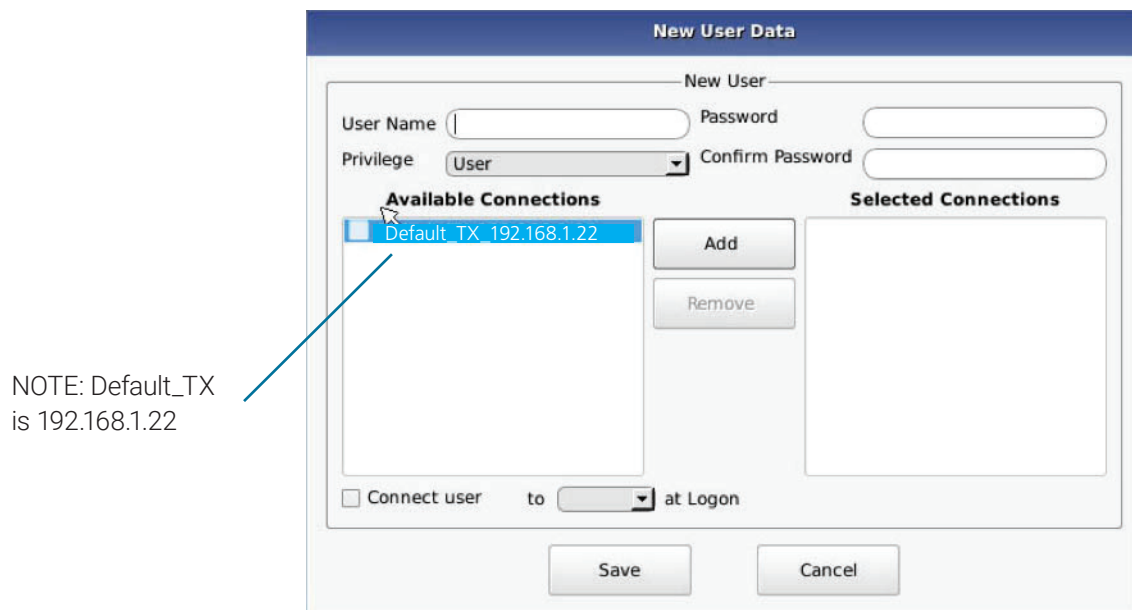 New User Data
New User
User Name
Password
Privilege
User
Confirm Password
Available Connections
Selected Connections
Default_TX_192.168.1.22
Add
Remove
NOTE: Default_TX
is 192.168.1.22
Connect user to at Logon
Save
Cancel